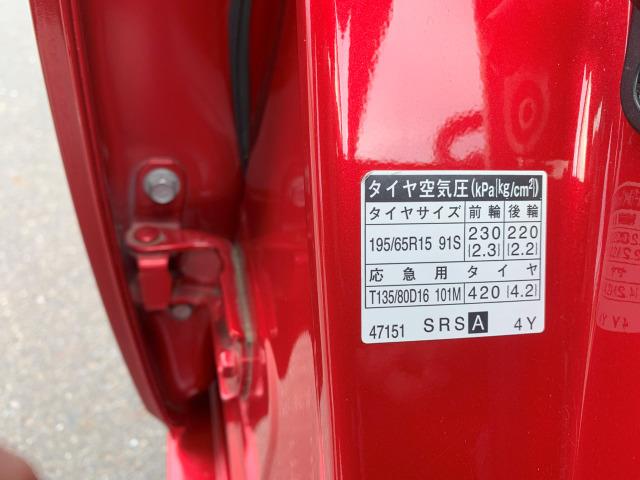 タイヤ空気圧(kPa[kg/cm²])
タイヤサイズ 前輪 後輪
195/65R15 91S 230 220
(2.3) (2.2)
応急用タイヤ
T135/80D16 101M 420 (4.2)
47151 SRS A 4Y